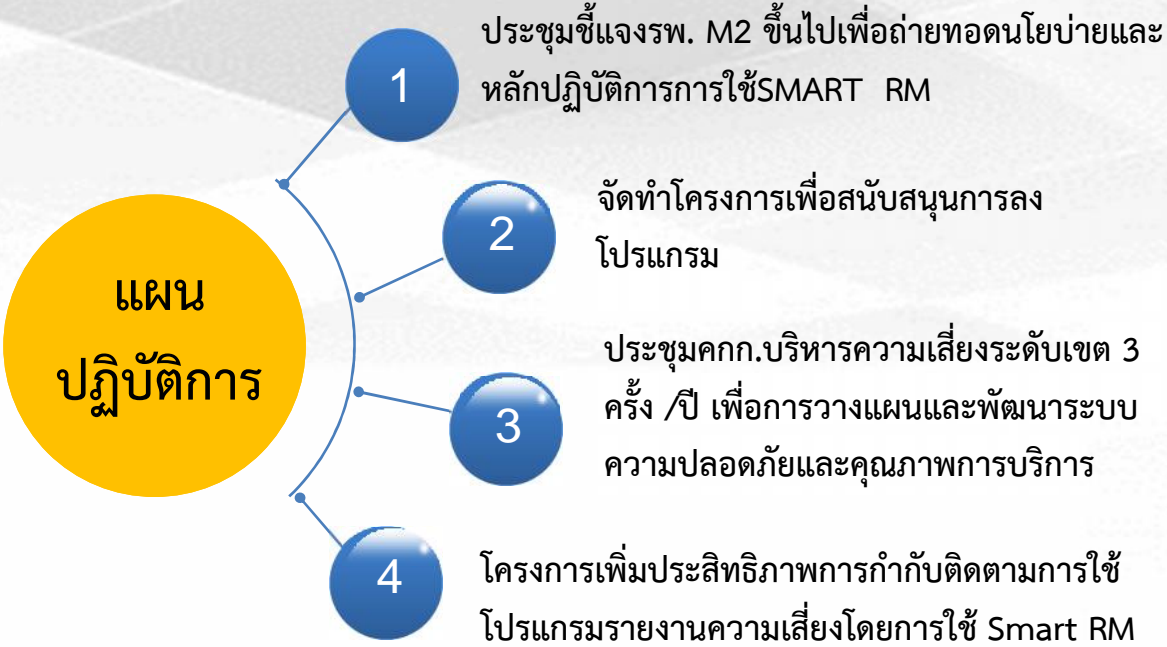 แผน
ปฏิบัติการ
1
ประชุมชี้แจงรพ. M2 ขึ้นไปเพื่อถ่ายทอดนโยบ่ายและ
หลักปฏิบัติการการใช้SMART RM
2
จัดทำโครงการเพื่อสนับสนุนการลง
โปรแกรม
3
ประชุมคกก.บริหารความเสี่ยงระดับเขต 3
ครั้ง /ปี เพื่อการวางแผนและพัฒนาระบบ
ความปลอดภัยและคุณภาพการบริการ
4
โครงการเพิ่มประสิทธิภาพการกำกับติดตามการใช้
โปรแกรมรายงานความเสี่ยงโดยการใช้ Smart RM